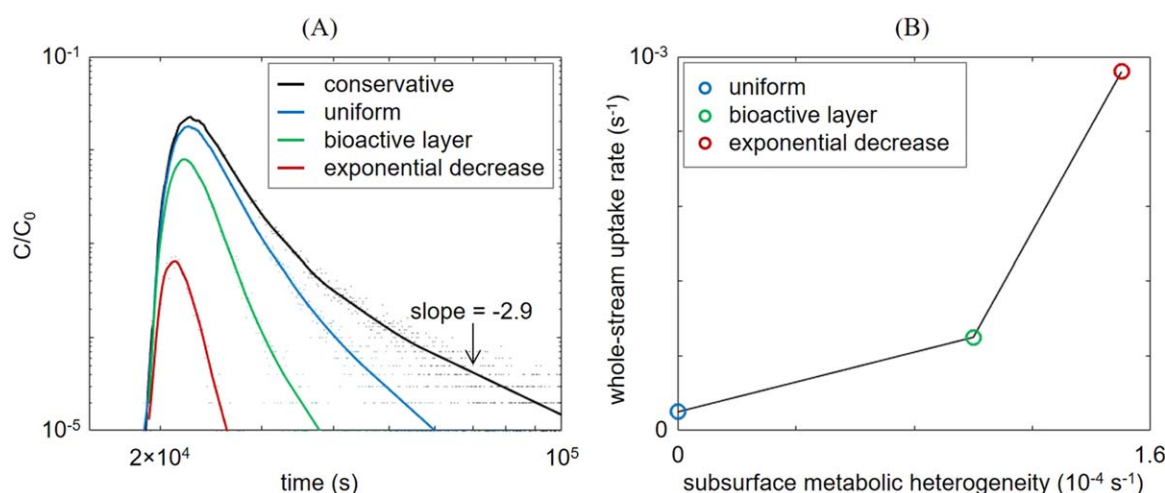 (A)
10⁻¹
conservative
uniform
bioactive layer
exponential decrease
C/C₀
slope = -2.9
10⁻⁵
2×10⁴
10⁵
time (s)
(B)
10⁻³
uniform
bioactive layer
exponential decrease
whole-stream uptake rate (s⁻¹)
0
0
1.6
subsurface metabolic heterogeneity (10⁻⁴ s⁻¹)